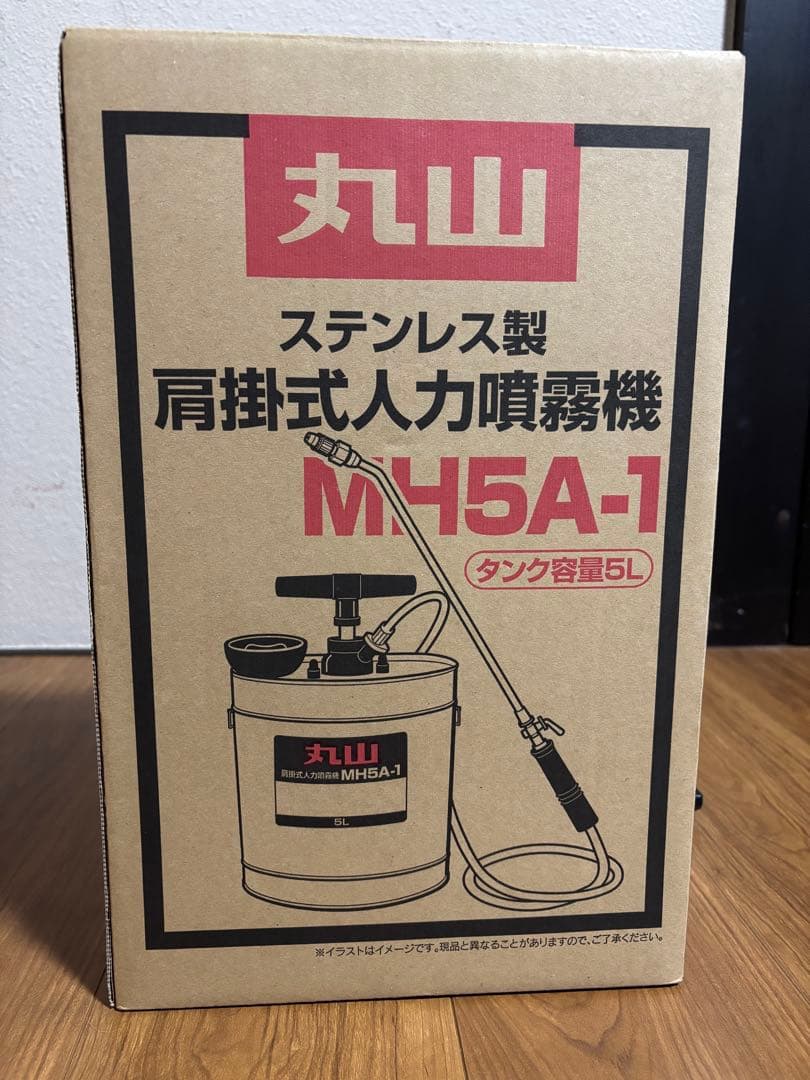 丸山
ステンレス製
肩掛式人力噴霧機
MH5A-1
タンク容量5L
丸山
肩掛式人力噴霧機 MH5A-1
5L
※イラストはイメージです。現品と異なることがありますので、ご了承ください。